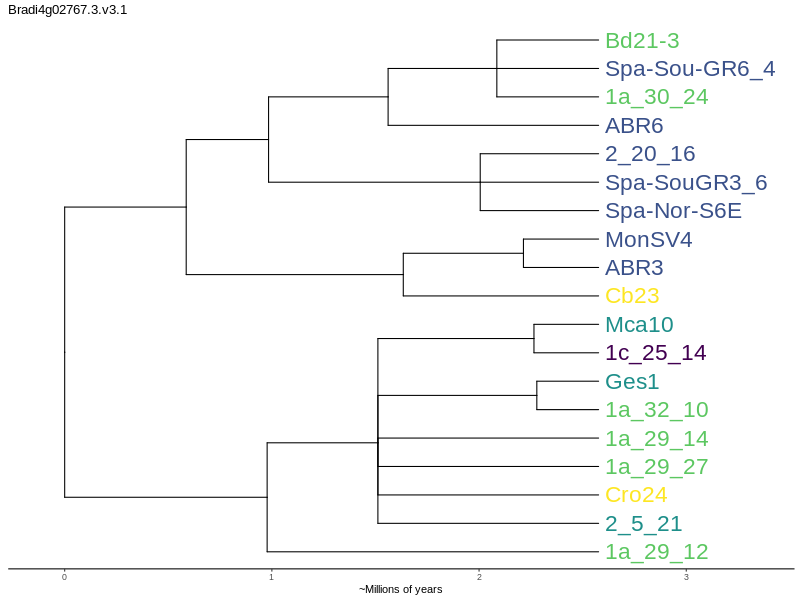 Bradi4g02767.3.v3.1
Bd21-3
Spa-Sou-GR6_4
1a_30_24
ABR6
2_20_16
Spa-SouGR3_6
Spa-Nor-S6E
MonSV4
ABR3
Cb23
Mca10
1c_25_14
Ges1
1a_32_10
1a_29_14
1a_29_27
Cro24
2_5_21
1a_29_12
0 1 2 3
~Millions of years